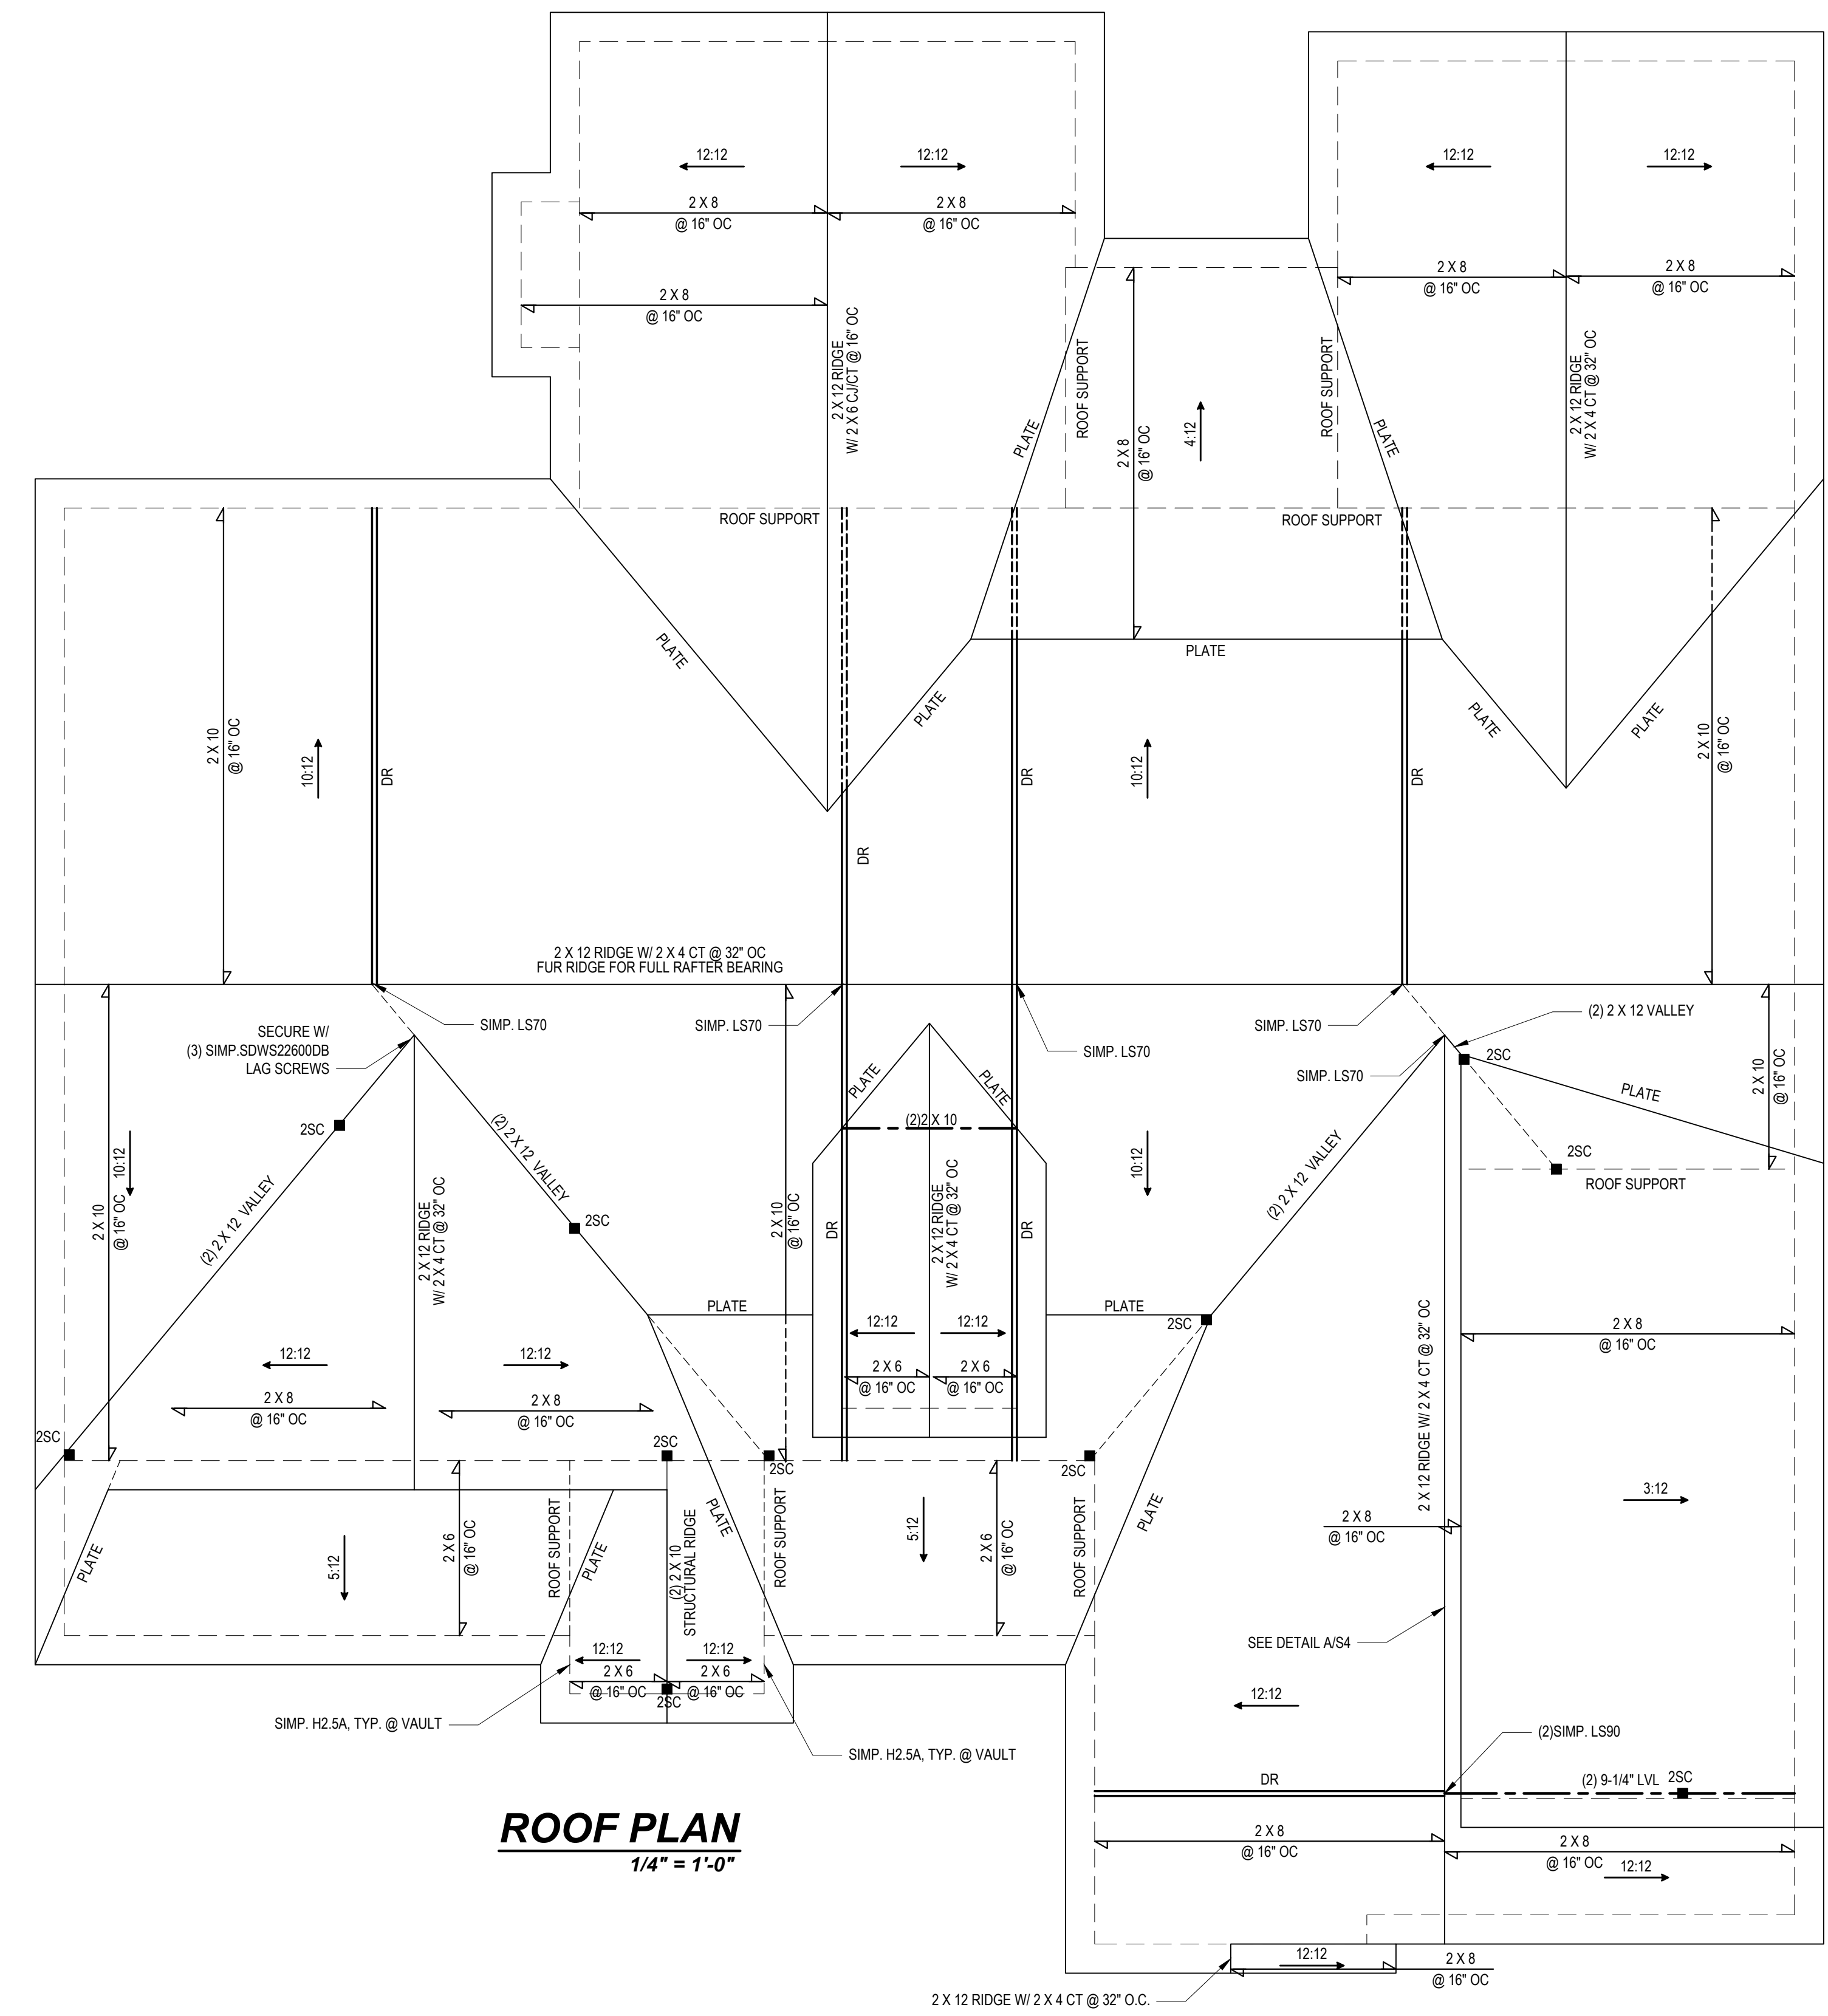 12:12
12:12
12:12
12:12
2 X 8
@ 16" OC
2 X 8
@ 16" OC
2 X 8
@ 16" OC
2 X 8
@ 16" OC
2 X 8
@ 16" OC
2 X 12 RIDGE
W/ 2 X 6 CJ/CT @ 16" OC
PLATE
ROOF SUPPORT
2 X 8
@ 16" OC
4:12
ROOF SUPPORT
PLATE
2 X 12 RIDGE
W/ 2 X 4 CT @ 32" OC
ROOF SUPPORT
ROOF SUPPORT
PLATE
PLATE
PLATE
PLATE
PLATE
2 X 10
@ 16" OC
10:12
DR
DR
DR
10:12
DR
2 X 10
@ 16" OC
2 X 12 RIDGE W/ 2 X 4 CT @ 32" OC
FUR RIDGE FOR FULL RAFTER BEARING
SECURE W/
(3) SIMP.SDWS22600DB
LAG SCREWS
SIMP. LS70
SIMP. LS70
SIMP. LS70
SIMP. LS70
SIMP. LS70
(2) 2 X 12 VALLEY
2SC
PLATE
2 X 10
@ 16" OC
2SC
ROOF SUPPORT
2SC
10:12
2 X 10
@ 16" OC
(2) 2 X 12 VALLEY
(2) 2 X 12 VALLEY
2SC
2 X 12 RIDGE
W/ 2 X 4 CT @ 32" OC
2 X 10
@ 16" OC
PLATE
PLATE
(2)2 X 10
DR
2 X 12 RIDGE
W/ 2 X 4 CT @ 32" OC
DR
10:12
(2) 2 X 12 VALLEY
PLATE
PLATE
2SC
12:12
12:12
2 X 6
@ 16" OC
2 X 6
@ 16" OC
12:12
12:12
2 X 8
@ 16" OC
2 X 8
@ 16" OC
2 X 12 RIDGE W/ 2 X 4 CT @ 32" OC
2 X 8
@ 16" OC
2SC
2SC
2SC
2SC
PLATE
5:12
2 X 6
@ 16" OC
ROOF SUPPORT
PLATE
(2) 2 X 10
STRUCTURAL RIDGE
PLATE
ROOF SUPPORT
5:12
2 X 6
@ 16" OC
ROOF SUPPORT
PLATE
2 X 8
@ 16" OC
3:12
SEE DETAIL A/S4
12:12
12:12
2 X 6
@ 16" OC
2 X 6
@ 16" OC
2SC
12:12
SIMP. H2.5A, TYP. @ VAULT
SIMP. H2.5A, TYP. @ VAULT
(2)SIMP. LS90
DR
(2) 9-1/4" LVL
2SC
ROOF PLAN
1/4" = 1'-0"
2 X 8
@ 16" OC
2 X 8
@ 16" OC
12:12
12:12
2 X 8
@ 16" OC
2 X 12 RIDGE W/ 2 X 4 CT @ 32" O.C.